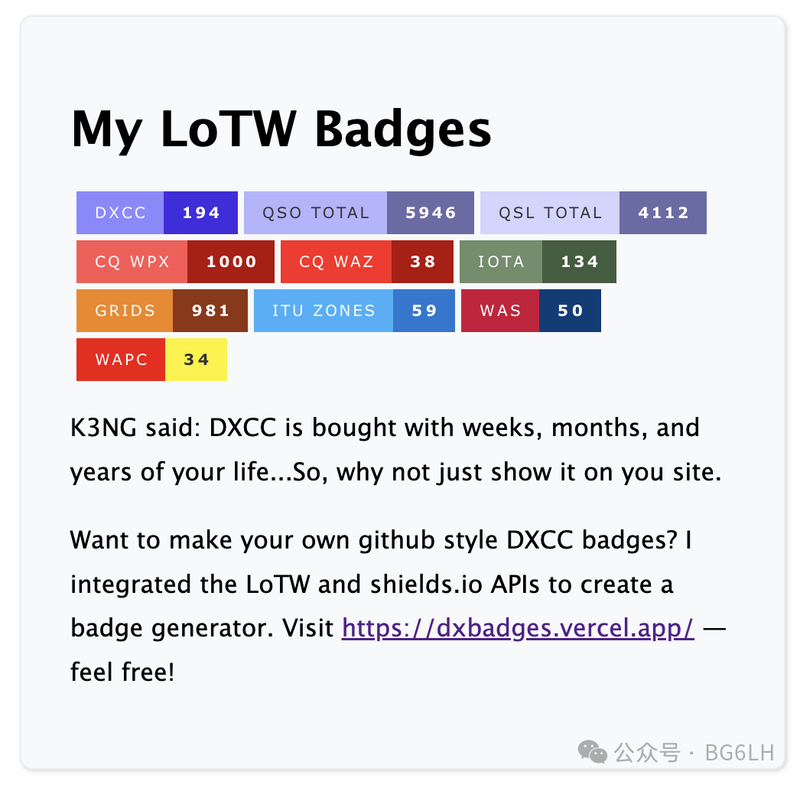 My LoTW Badges
DXCC 194 QSO TOTAL 5946 QSL TOTAL 4112
CQ WPX 1000 CQ WAZ 38 IOTA 134
GRIDS 981 ITU ZONES 59 WAS 50
WAPC 34
K3NG said: DXCC is bought with weeks, months, and
years of your life...So, why not just show it on you site.
Want to make your own github style DXCC badges? I
integrated the LoTW and shields.io APIs to create a
badge generator. Visit https://dxbadges.vercel.app/ —
feel free!
公众号 · BG6LH